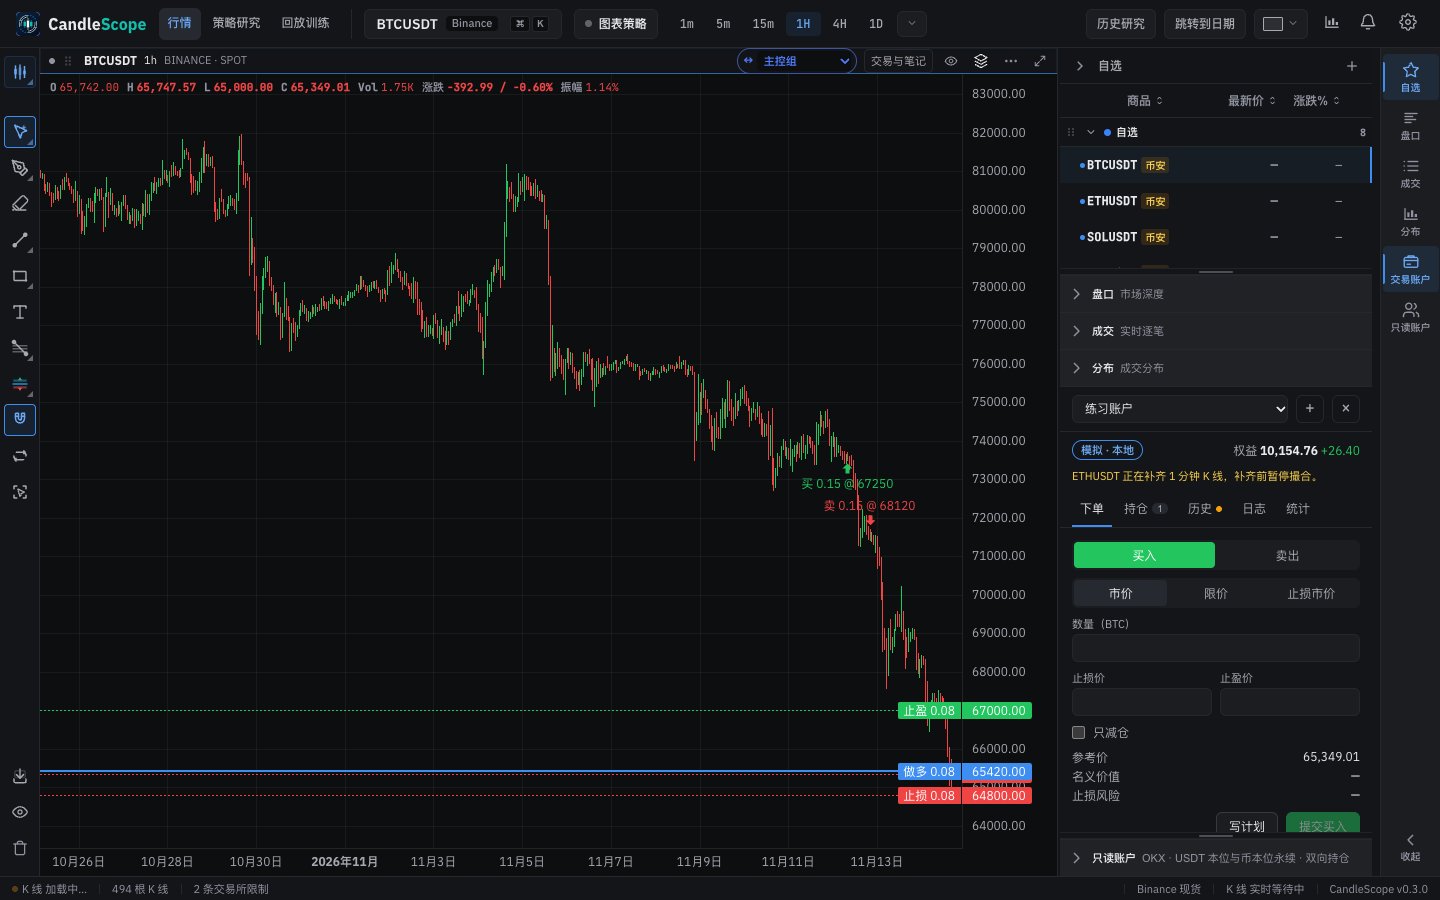 CandleScope 行情 策略研究 回放训练 BTCUSDT Binance ⌘ K 图表策略 1m 5m 15m 1H 4H 1D 历史研究 跳转到日期
BTCUSDT 1h BINANCE · SPOT 主控组 交易与笔记
O 65,742.00 H 65,747.57 L 65,000.00 C 65,349.01 Vol 1.75K 涨跌 -392.99 / -0.60% 振幅 1.14%
83000.00
82000.00
81000.00
80000.00
79000.00
78000.00
77000.00
76000.00
75000.00
74000.00
73000.00
72000.00
71000.00
70000.00
69000.00
68000.00
66000.00
64000.00
买 0.15 @ 67250
卖 0.15 @ 68120
止盈 0.08 67000.00
做多 0.08 65420.00
止损 0.08 64800.00
10月26日 10月28日 10月30日 2026年11月 11月3日 11月5日 11月7日 11月9日 11月11日 11月13日
自选
商品 最新价 涨跌%
自选 8
BTCUSDT 币安 — —
ETHUSDT 币安 — —
SOLUSDT 币安 — —
盘口 市场深度
成交 实时逐笔
分布 成交分布
练习账户 + ×
模拟 · 本地 权益 10,154.76 +26.40
ETHUSDT 正在补齐 1 分钟 K 线，补齐前暂停撮合。
下单 持仓 1 历史 日志 统计
买入 卖出
市价 限价 止损市价
数量（BTC）
止损价 止盈价
只减仓
参考价 65,349.01
名义价值 —
止损风险 —
写计划 提交买入
只读账户 OKX · USDT 本位与币本位永续 · 双向持仓
自选
盘口
成交
分布
交易账户
只读账户
收起
K 线 加载中... 494 根 K 线 2 条交易所限制 Binance 现货 K 线 实时等待中 CandleScope v0.3.0